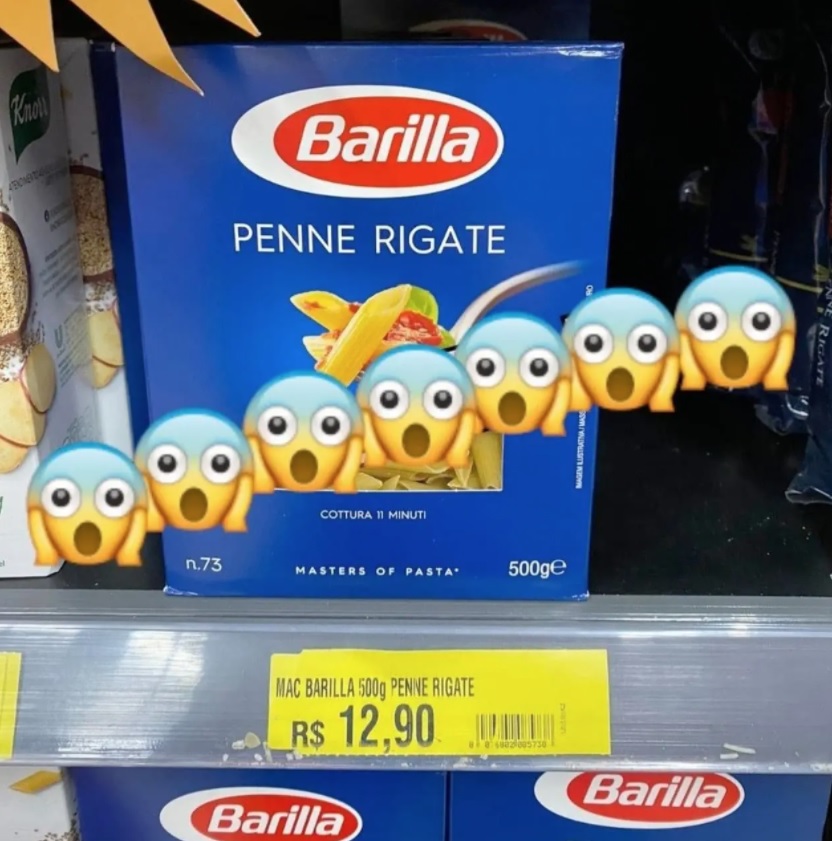 Knorr
Barilla
PENNE RIGATE
COTTURA 11 MINUTI
n.73
MASTERS OF PASTA*
500g℮
MAC BARILLA 500g PENNE RIGATE
R$ 12,90
Barilla
Barilla